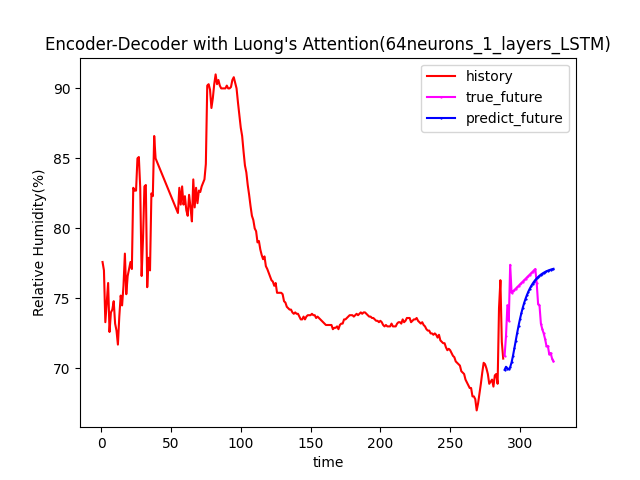 Encoder-Decoder with Luong's Attention(64neurons_1_layers_LSTM)
history
true_future
predict_future
Relative Humidity(%)
90
85
80
75
70
0 50 100 150 200 250 300
time